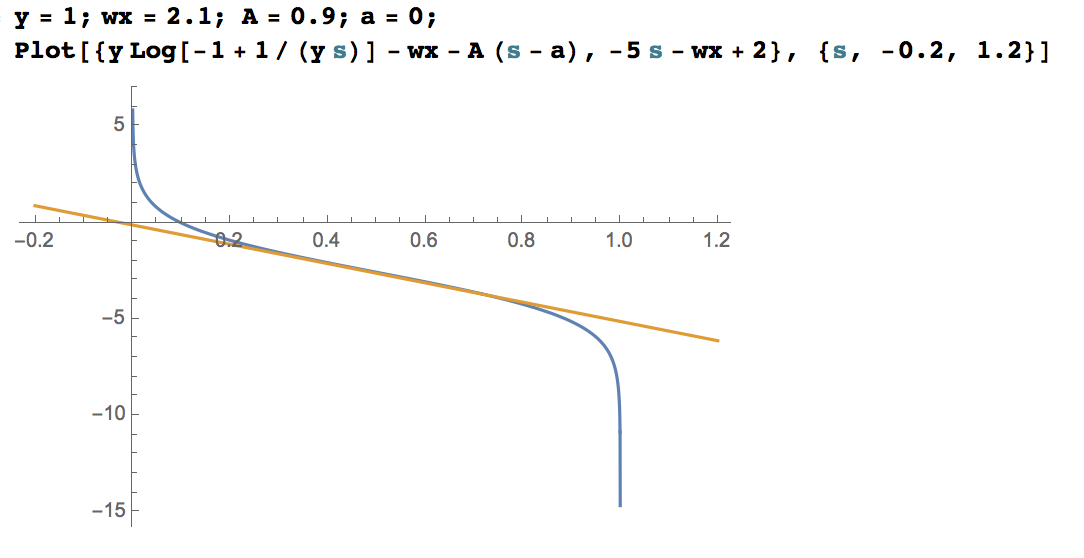 y = 1; wx = 2.1; A = 0.9; a = 0;
Plot[{y Log[-1 + 1 / (y s)] - wx - A (s - a), -5 s - wx + 2}, {s, -0.2, 1.2}]
5
-0.2 0.2 0.4 0.6 0.8 1.0 1.2
-5
-10
-15